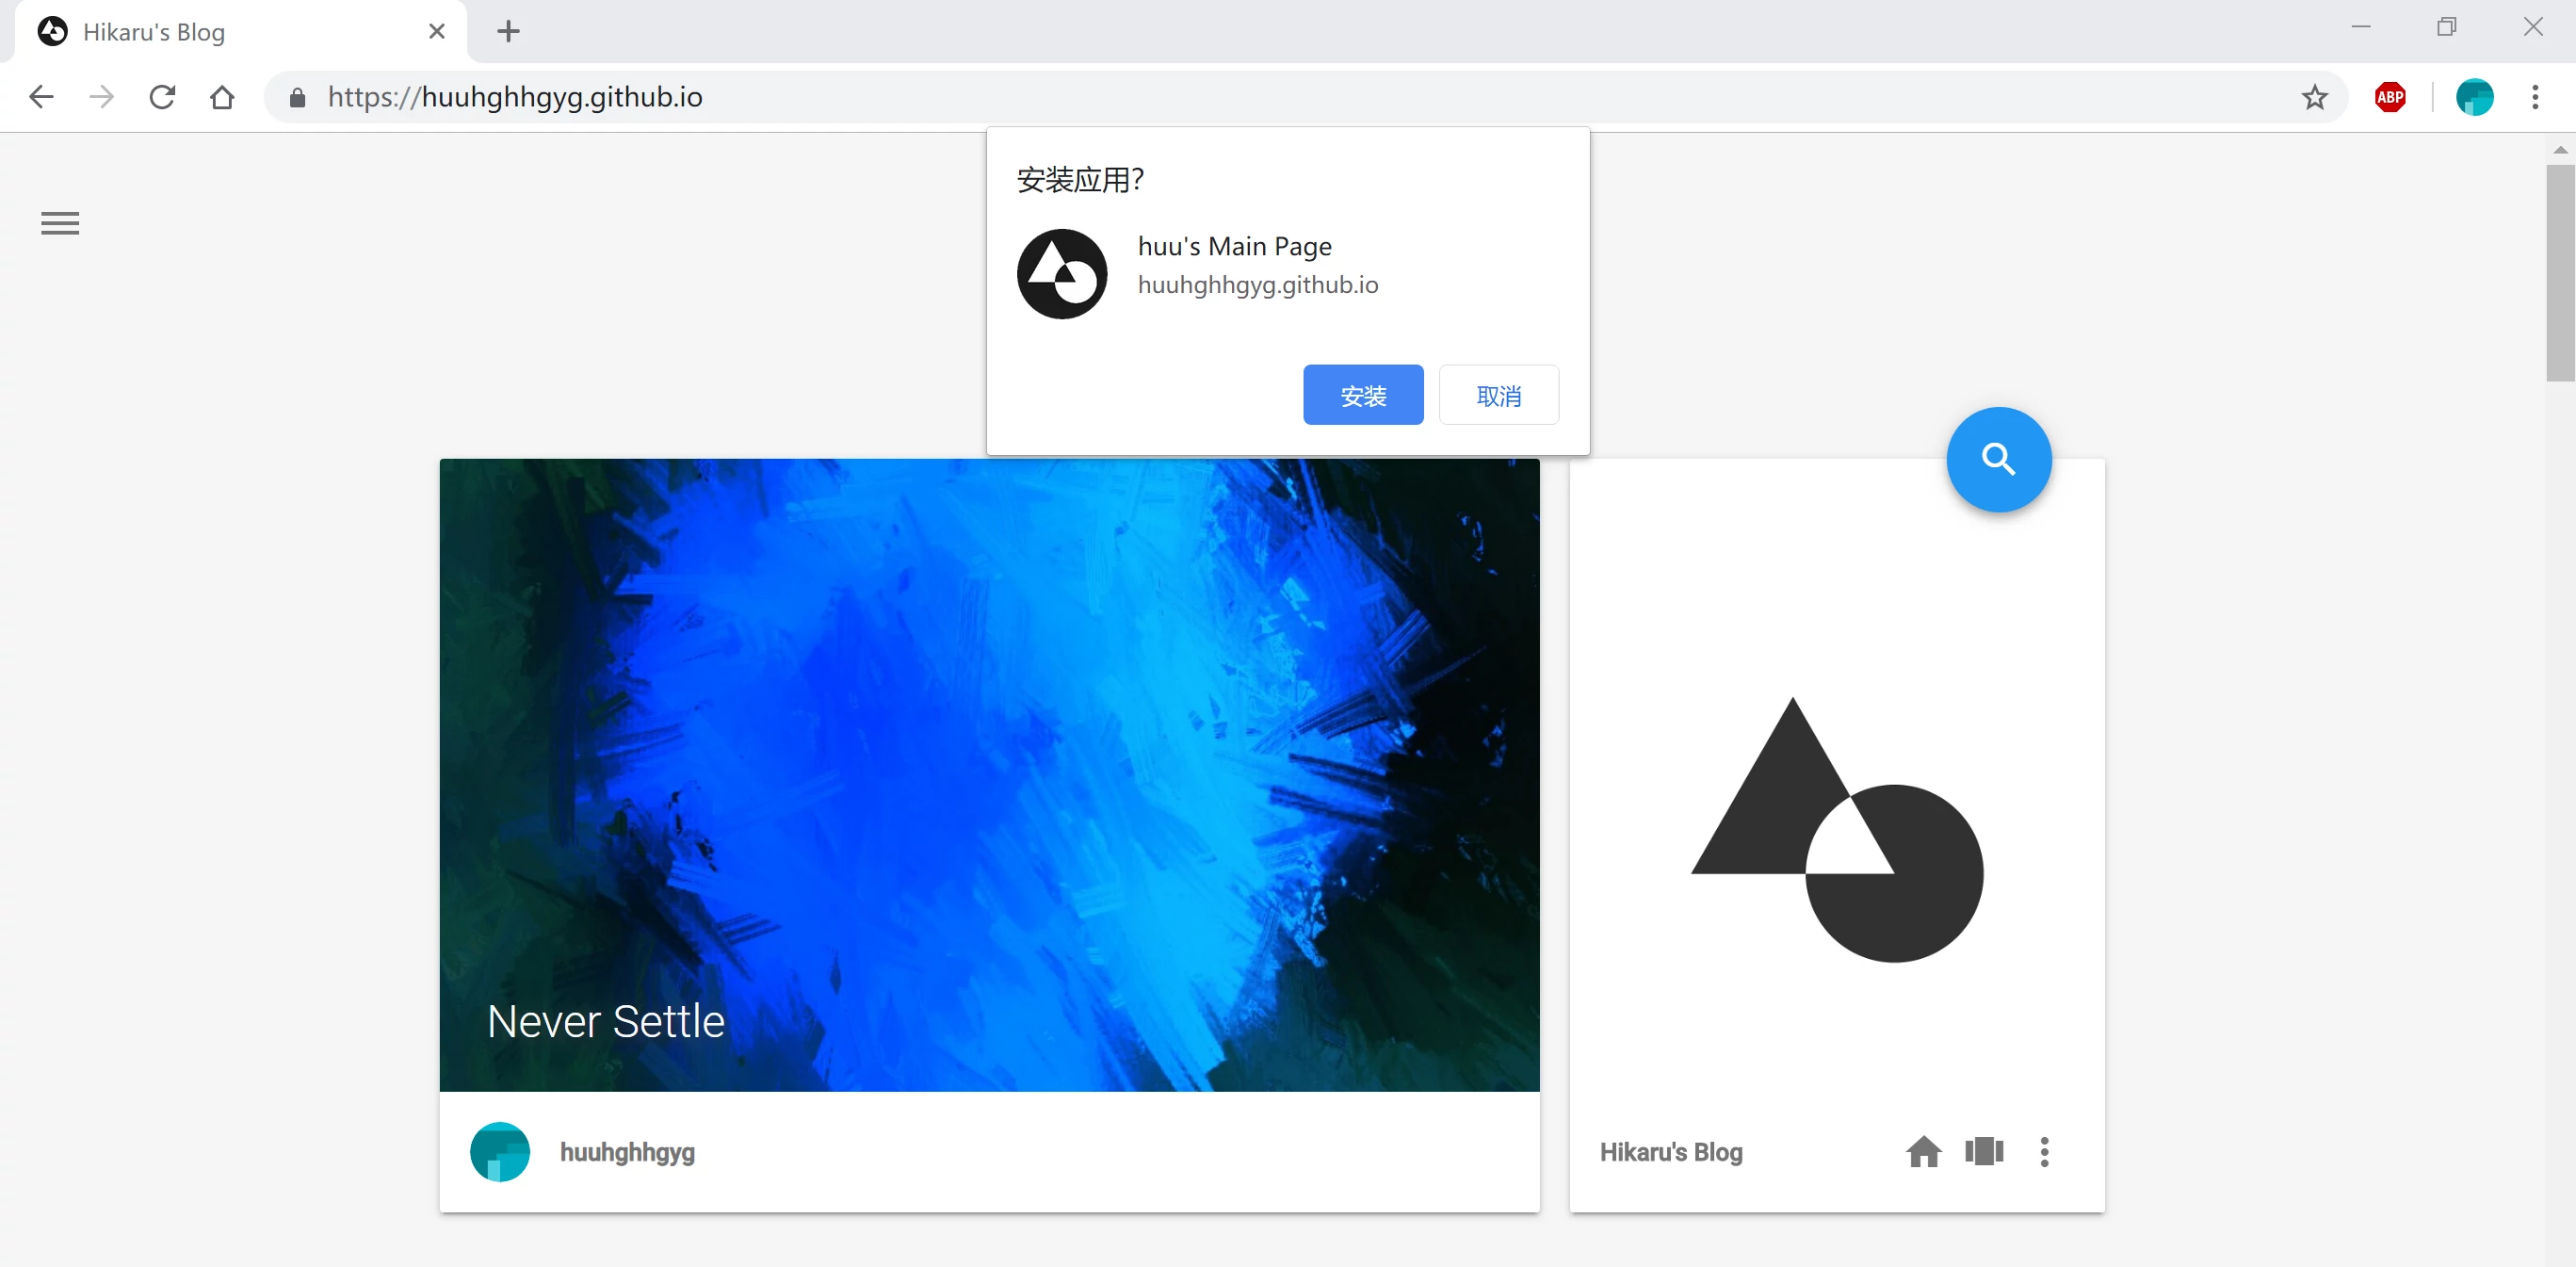 Hikaru's Blog
https://huuhghhgyg.github.io
ABP
安装应用？
huu's Main Page
huuhghhgyg.github.io
安装
取消
Never Settle
huuhghhgyg
Hikaru's Blog